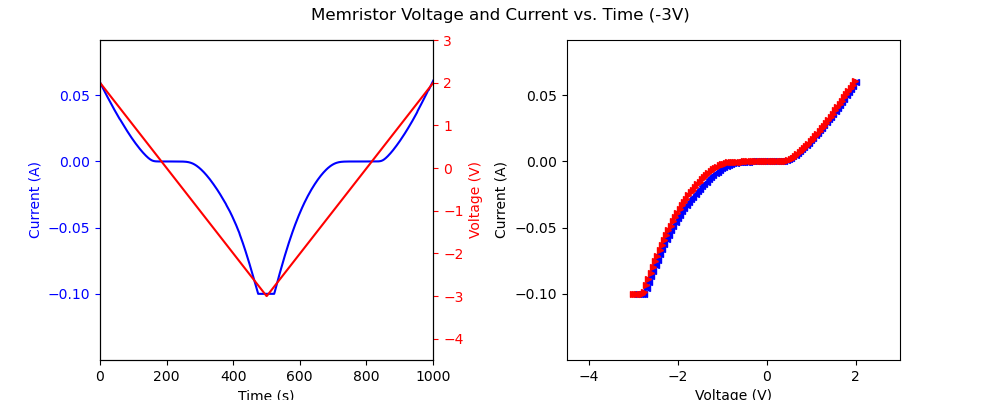 Memristor Voltage and Current vs. Time (-3V)
Current (A)
0.05
0.00
−0.05
−0.10
0 200 400 600 800 1000
Time (s)
3
2
1
0
−1
−2
−3
−4
Voltage (V)
Current (A)
0.05
0.00
−0.05
−0.10
−4 −2 0 2
Voltage (V)